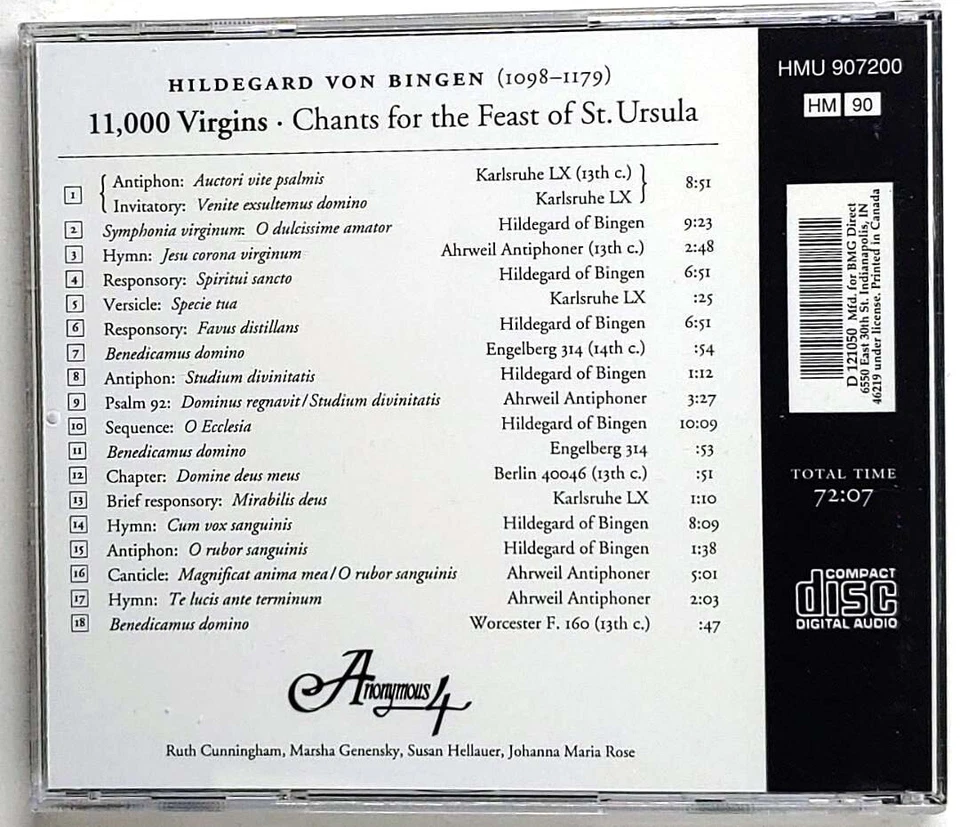 HILDEGARD VON BINGEN (1098–1179)
11,000 Virgins · Chants for the Feast of St. Ursula
1 { Antiphon: Auctori vite psalmis Karlsruhe LX (13th c.) } 8:51
Invitatory: Venite exsultemus domino Karlsruhe LX
2 Symphonia virginum: O dulcissime amator Hildegard of Bingen 9:23
3 Hymn: Jesu corona virginum Ahrweil Antiphoner (13th c.) 2:48
4 Responsory: Spiritui sancto Hildegard of Bingen 6:51
5 Versicle: Specie tua Karlsruhe LX :25
6 Responsory: Favus distillans Hildegard of Bingen 6:51
7 Benedicamus domino Engelberg 314 (14th c.) :54
8 Antiphon: Studium divinitatis Hildegard of Bingen 1:12
9 Psalm 92: Dominus regnavit/Studium divinitatis Ahrweil Antiphoner 3:27
10 Sequence: O Ecclesia Hildegard of Bingen 10:09
11 Benedicamus domino Engelberg 314 :53
12 Chapter: Domine deus meus Berlin 40046 (13th c.) :51
13 Brief responsory: Mirabilis deus Karlsruhe LX 1:10
14 Hymn: Cum vox sanguinis Hildegard of Bingen 8:09
15 Antiphon: O rubor sanguinis Hildegard of Bingen 1:38
16 Canticle: Magnificat anima mea/O rubor sanguinis Ahrweil Antiphoner 5:01
17 Hymn: Te lucis ante terminum Ahrweil Antiphoner 2:03
18 Benedicamus domino Worcester F. 160 (13th c.) :47
Anonymous 4
Ruth Cunningham, Marsha Genensky, Susan Hellauer, Johanna Maria Rose
HMU 907200
HM 90
D 121050 Mfd. for BMG Direct
6550 East 30th St. Indianapolis, IN
46219 under license. Printed in Canada
TOTAL TIME
72:07
COMPACT
disc
DIGITAL AUDIO